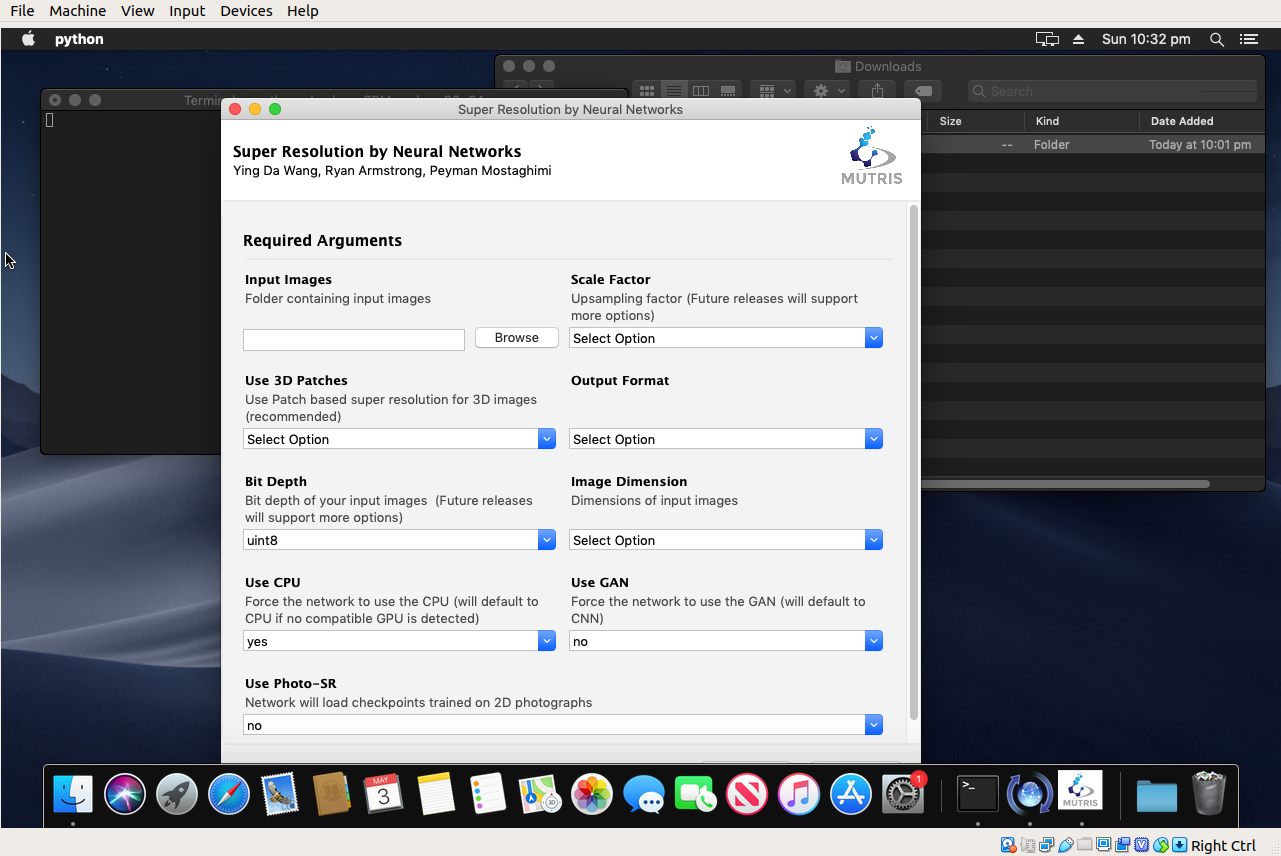 File Machine View Input Devices Help
python
Sun 10:32 pm
Downloads
Search
Super Resolution by Neural Networks
Size Kind Date Added
-- Folder Today at 10:01 pm
Super Resolution by Neural Networks
Ying Da Wang, Ryan Armstrong, Peyman Mostaghimi
MUTRIS
Required Arguments
Input Images
Folder containing input images
Browse
Scale Factor
Upsampling factor (Future releases will support
more options)
Select Option
Use 3D Patches
Use Patch based super resolution for 3D images
(recommended)
Select Option
Output Format
Select Option
Bit Depth
Bit depth of your input images (Future releases
will support more options)
uint8
Image Dimension
Dimensions of input images
Select Option
Use CPU
Force the network to use the CPU (will default to
CPU if no compatible GPU is detected)
yes
Use GAN
Force the network to use the GAN (will default to
CNN)
no
Use Photo-SR
Network will load checkpoints trained on 2D photographs
no
MAY
3
3D
1
>_
MUTRIS
Right Ctrl